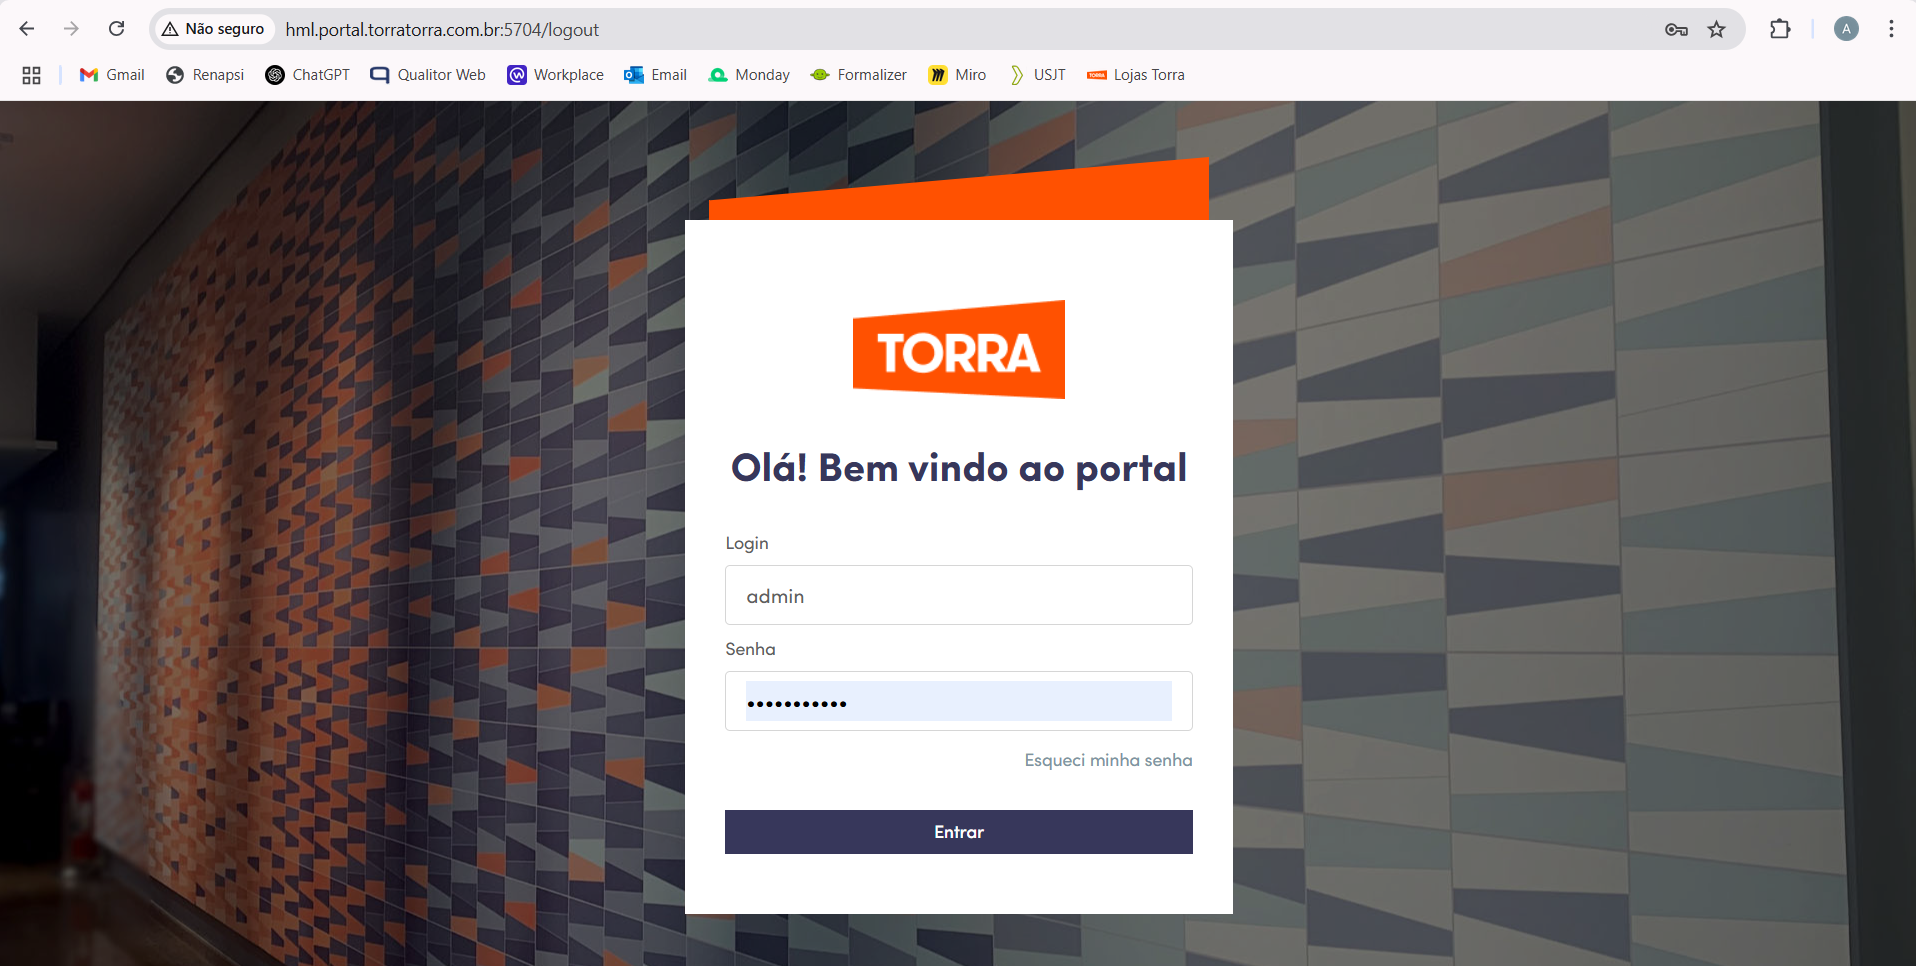 Não seguro hml.portal.torratorra.com.br:5704/logout A
Gmail Renapsi ChatGPT Qualitor Web Workplace Email Monday Formalizer Miro USJT TORRA Lojas Torra
TORRA
Olá! Bem vindo ao portal
Login
admin
Senha
•••••••••••
Esqueci minha senha
Entrar